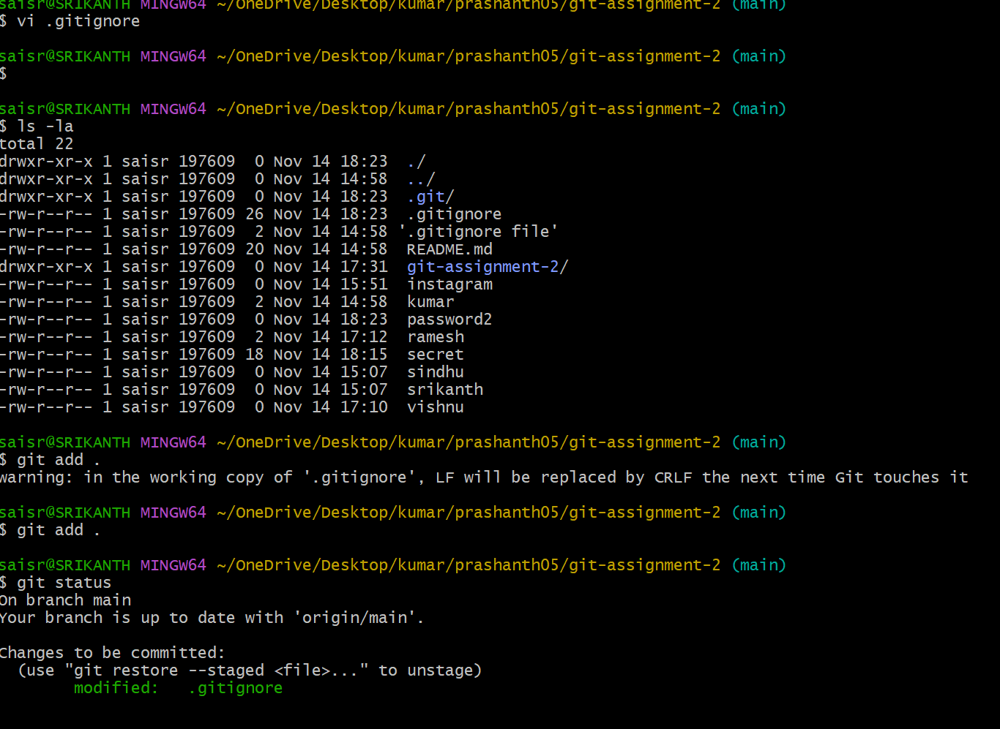 saisr@SRIKANTH MINGW64 ~/OneDrive/Desktop/kumar/prashanth05/git-assignment-2 (main)
$ vi .gitignore
saisr@SRIKANTH MINGW64 ~/OneDrive/Desktop/kumar/prashanth05/git-assignment-2 (main)
$
saisr@SRIKANTH MINGW64 ~/OneDrive/Desktop/kumar/prashanth05/git-assignment-2 (main)
$ ls -la
total 22
drwxr-xr-x 1 saisr 197609  0 Nov 14 18:23  ./
drwxr-xr-x 1 saisr 197609  0 Nov 14 14:58  ../
drwxr-xr-x 1 saisr 197609  0 Nov 14 18:23  .git/
-rw-r--r-- 1 saisr 197609 26 Nov 14 18:23  .gitignore
-rw-r--r-- 1 saisr 197609  2 Nov 14 14:58 '.gitignore file'
-rw-r--r-- 1 saisr 197609 20 Nov 14 14:58  README.md
drwxr-xr-x 1 saisr 197609  0 Nov 14 17:31  git-assignment-2/
-rw-r--r-- 1 saisr 197609  0 Nov 14 15:51  instagram
-rw-r--r-- 1 saisr 197609  2 Nov 14 14:58  kumar
-rw-r--r-- 1 saisr 197609  0 Nov 14 18:23  password2
-rw-r--r-- 1 saisr 197609  2 Nov 14 17:12  ramesh
-rw-r--r-- 1 saisr 197609 18 Nov 14 18:15  secret
-rw-r--r-- 1 saisr 197609  0 Nov 14 15:07  sindhu
-rw-r--r-- 1 saisr 197609  0 Nov 14 15:07  srikanth
-rw-r--r-- 1 saisr 197609  0 Nov 14 17:10  vishnu
saisr@SRIKANTH MINGW64 ~/OneDrive/Desktop/kumar/prashanth05/git-assignment-2 (main)
$ git add .
warning: in the working copy of '.gitignore', LF will be replaced by CRLF the next time Git touches it
saisr@SRIKANTH MINGW64 ~/OneDrive/Desktop/kumar/prashanth05/git-assignment-2 (main)
$ git add .
saisr@SRIKANTH MINGW64 ~/OneDrive/Desktop/kumar/prashanth05/git-assignment-2 (main)
$ git status
On branch main
Your branch is up to date with 'origin/main'.
Changes to be committed:
  (use "git restore --staged <file>..." to unstage)
        modified:   .gitignore